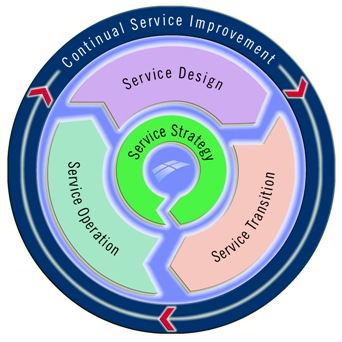 Continual Service Improvement
Service Design
Service Strategy
Service Operation
Service Transition